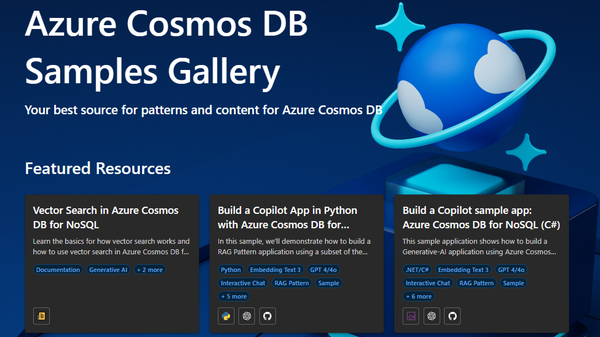 Azure Cosmos DB
Samples Gallery
Your best source for patterns and content for Azure Cosmos DB
Featured Resources
Vector Search in Azure Cosmos
DB for NoSQL
Learn the basics for how vector search works and
how to use vector search in Azure Cosmos DB f...
Documentation Generative AI + 2 more
Build a Copilot App in Python
with Azure Cosmos DB for...
In this sample, we'll demonstrate how to build a
RAG Pattern application using a subset of the...
Python Embedding Text 3 GPT 4/4o
Interactive Chat RAG Pattern Sample
+ 5 more
Build a Copilot sample app:
Azure Cosmos DB for NoSQL (C#)
This sample application shows how to build a
Generative-AI application using Azure Cosmos...
.NET/C# Embedding Text 3 GPT 4/4o
Interactive Chat RAG Pattern Sample
+ 6 more